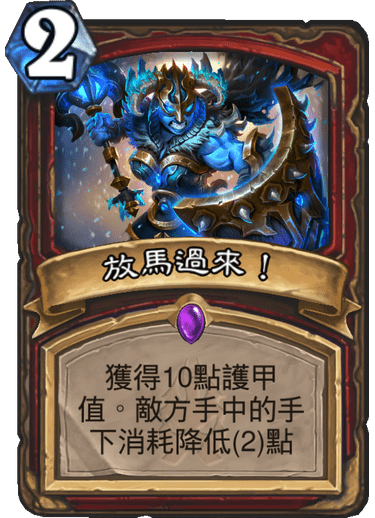 2
放馬過來！
獲得10點護甲
值。敵方手中的手
下消耗降低(2)點